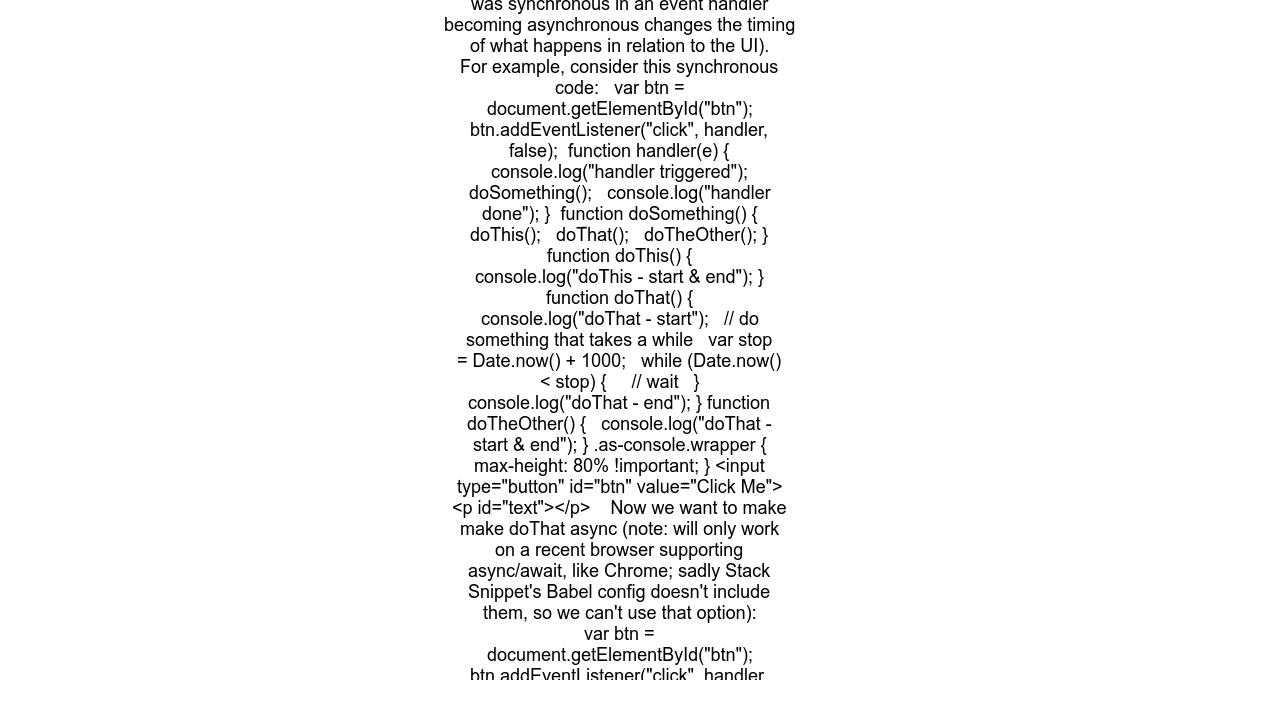 was synchronous in an event handler
becoming asynchronous changes the timing
of what happens in relation to the UI).
For example, consider this synchronous
code:   var btn =
document.getElementById("btn");
btn.addEventListener("click", handler,
false);  function handler(e) {
console.log("handler triggered");
doSomething();   console.log("handler
done"); }  function doSomething() {
doThis();   doThat();   doTheOther(); }
function doThis() {
console.log("doThis - start & end"); }
function doThat() {
console.log("doThat - start");   // do
something that takes a while   var stop
= Date.now() + 1000;   while (Date.now()
< stop) {     // wait   }
console.log("doThat - end"); } function
doTheOther() {   console.log("doThat -
start & end"); } .as-console.wrapper {
max-height: 80% !important; } <input
type="button" id="btn" value="Click Me">
<p id="text"></p>    Now we want to make
make doThat async (note: will only work
on a recent browser supporting
async/await, like Chrome; sadly Stack
Snippet's Babel config doesn't include
them, so we can't use that option):
var btn =
document.getElementById("btn");
btn.addEventListener("click", handler,